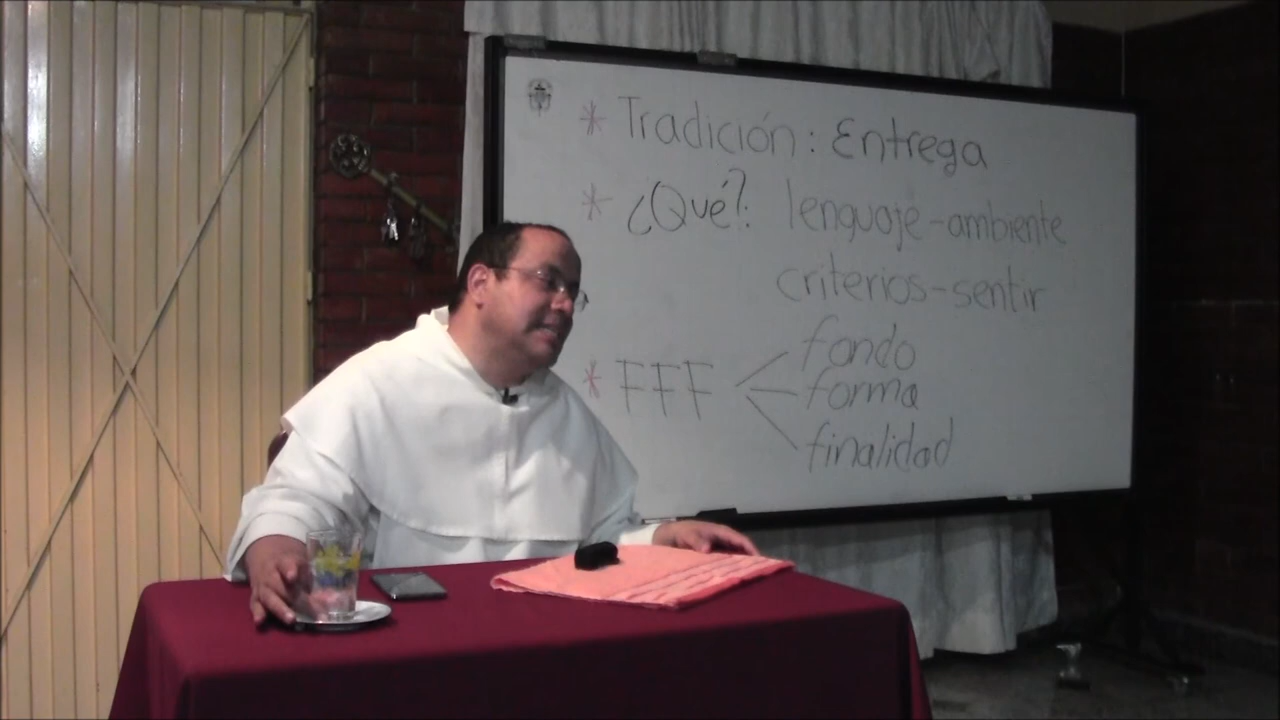 * Tradición: Entrega
* ¿Qué?: lenguaje-ambiente
criterios-sentir
* FFF
fondo
forma
finalidad